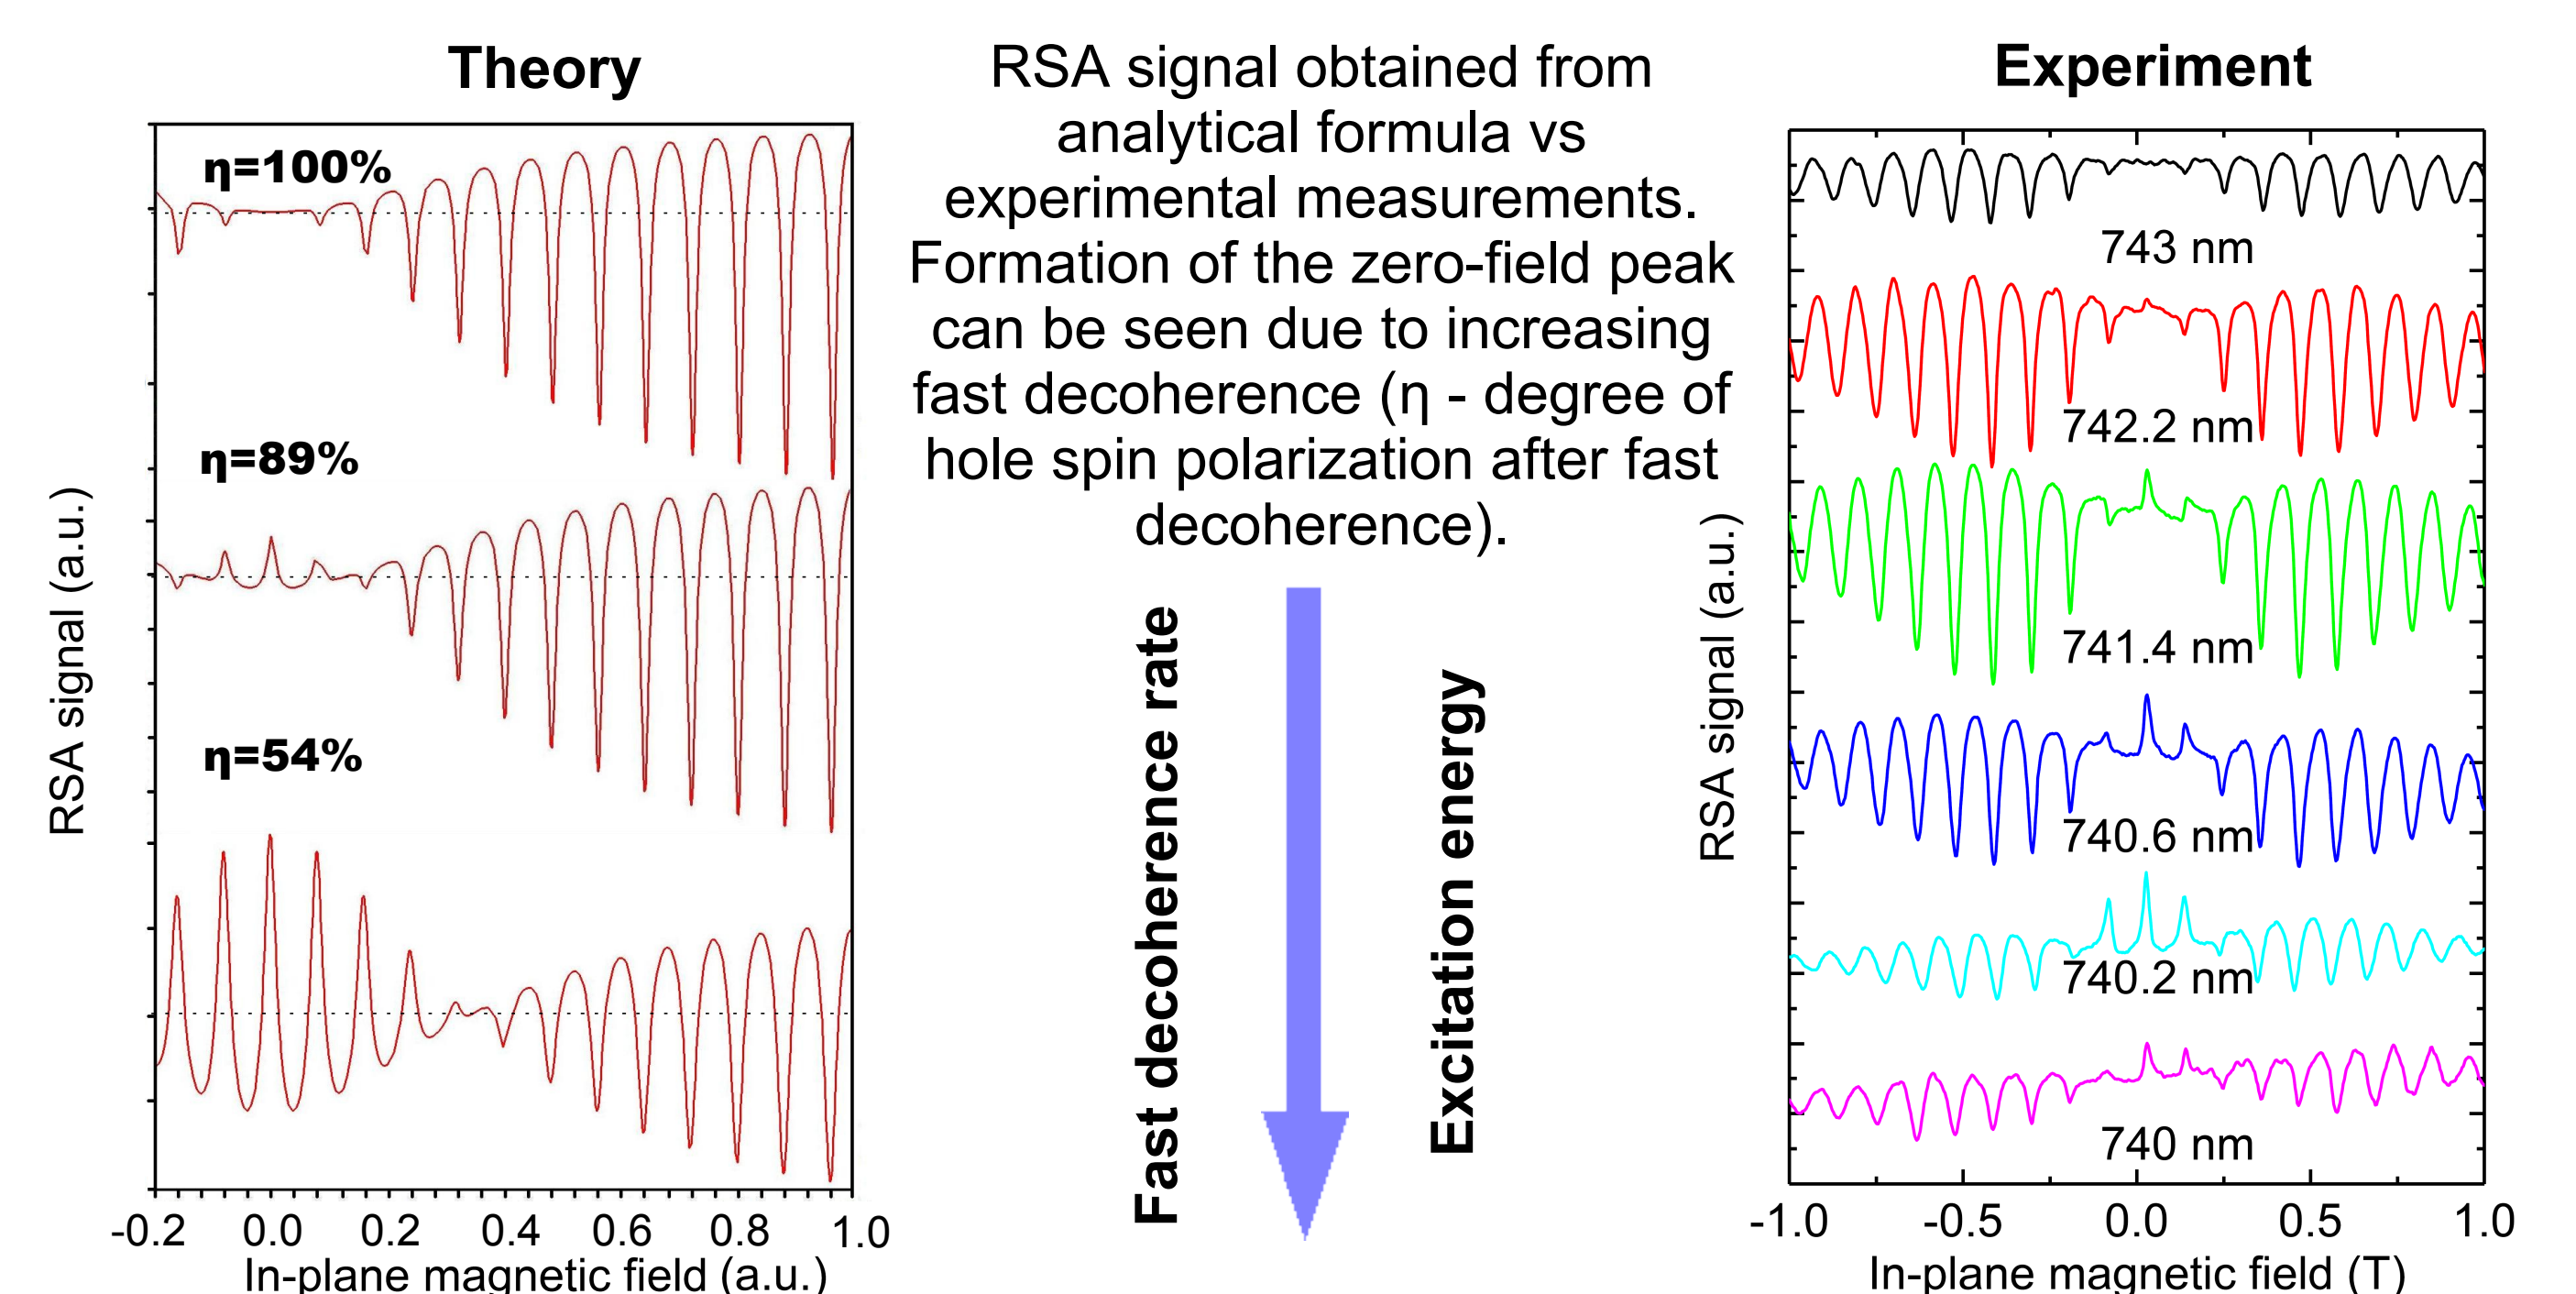 Theory
η=100%
η=89%
η=54%
RSA signal (a.u.)
-0.2 0.0 0.2 0.4 0.6 0.8 1.0
In-plane magnetic field (a.u.)
RSA signal obtained from
analytical formula vs
experimental measurements.
Formation of the zero-field peak
can be seen due to increasing
fast decoherence (η - degree of
hole spin polarization after fast
decoherence).
Fast decoherence rate
Excitation energy
Experiment
743 nm
742.2 nm
741.4 nm
740.6 nm
740.2 nm
740 nm
RSA signal (a.u.)
-1.0 -0.5 0.0 0.5 1.0
In-plane magnetic field (T)